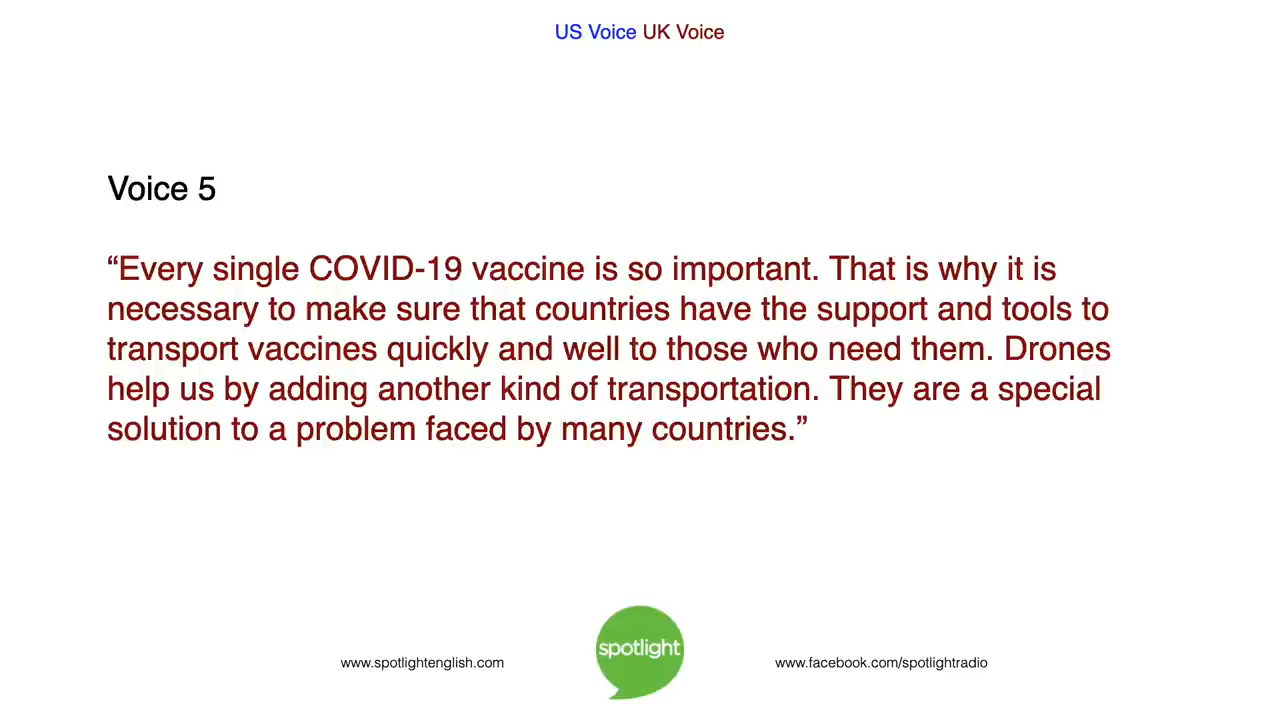 US Voice UK Voice
Voice 5
“Every single COVID-19 vaccine is so important. That is why it is
necessary to make sure that countries have the support and tools to
transport vaccines quickly and well to those who need them. Drones
help us by adding another kind of transportation. They are a special
solution to a problem faced by many countries.”
spotlight
www.spotlightenglish.com
www.facebook.com/spotlightradio